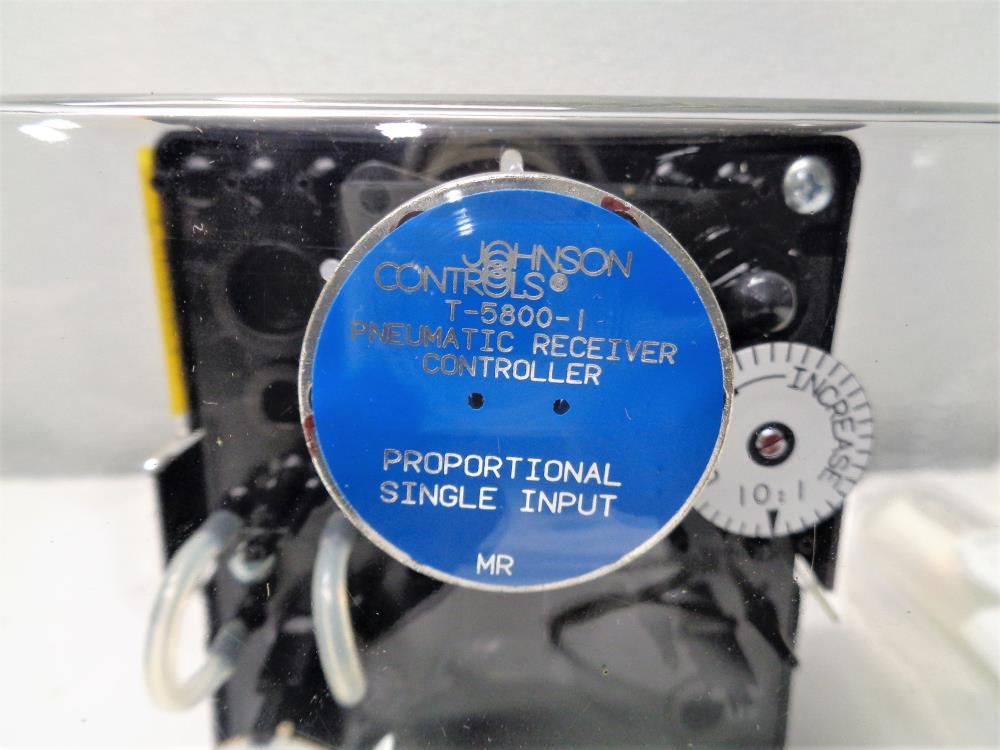 JOHNSON
CONTROLS®
T-5800-1
PNEUMATIC RECEIVER
CONTROLLER
PROPORTIONAL
SINGLE INPUT
MR
INCREASE
10:1